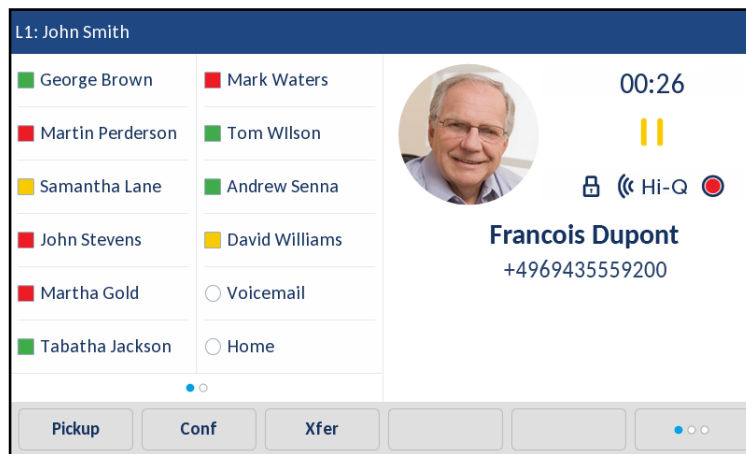 L1: John Smith
George Brown
Mark Waters
Martin Perderson
Tom WIlson
Samantha Lane
Andrew Senna
John Stevens
David Williams
Martha Gold
Voicemail
Tabatha Jackson
Home
00:26
Hi-Q
Francois Dupont
+4969435559200
Pickup
Conf
Xfer